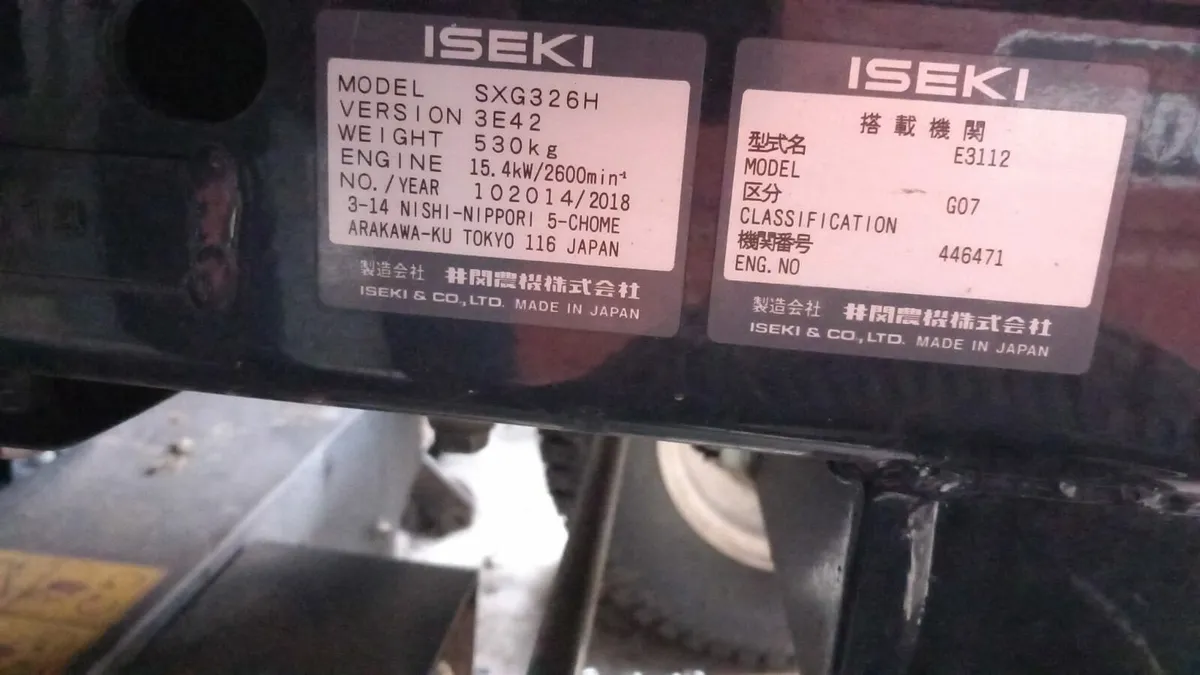 ISEKI
MODEL SXG326H
VERSION 3E42
WEIGHT 530kg
ENGINE 15.4kW/2600min⁻¹
NO./YEAR 102014/2018
3-14 NISHI-NIPPORI 5-CHOME
ARAKAWA-KU TOKYO 116 JAPAN
製造会社 井関農機株式会社
ISEKI & CO.,LTD. MADE IN JAPAN
ISEKI
搭載機関
型式名 E3112
MODEL
区分 G07
CLASSIFICATION
機関番号 446471
ENG.NO
製造会社 井関農機株式会社
ISEKI & CO.,LTD. MADE IN JAPAN